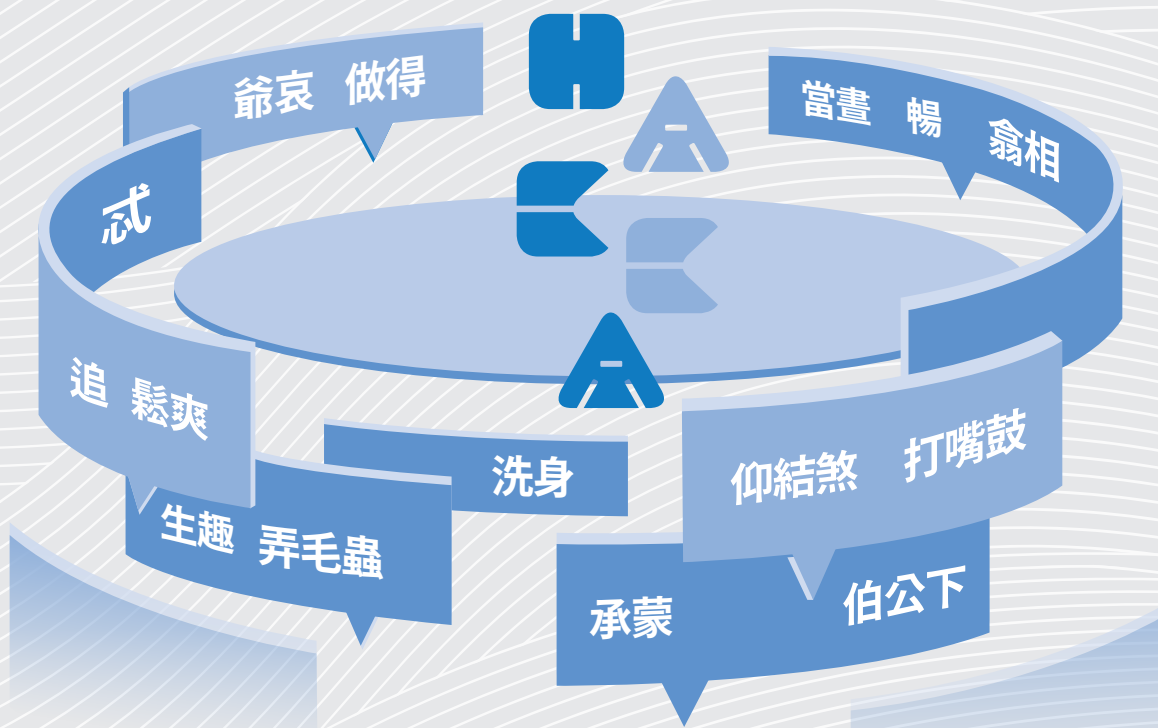 HAKKA
爺哀 做得
當晝 暢 翕相
忒
追 鬆爽
洗身
仰結煞 打嘴鼓
生趣 弄毛蟲
承蒙 伯公下